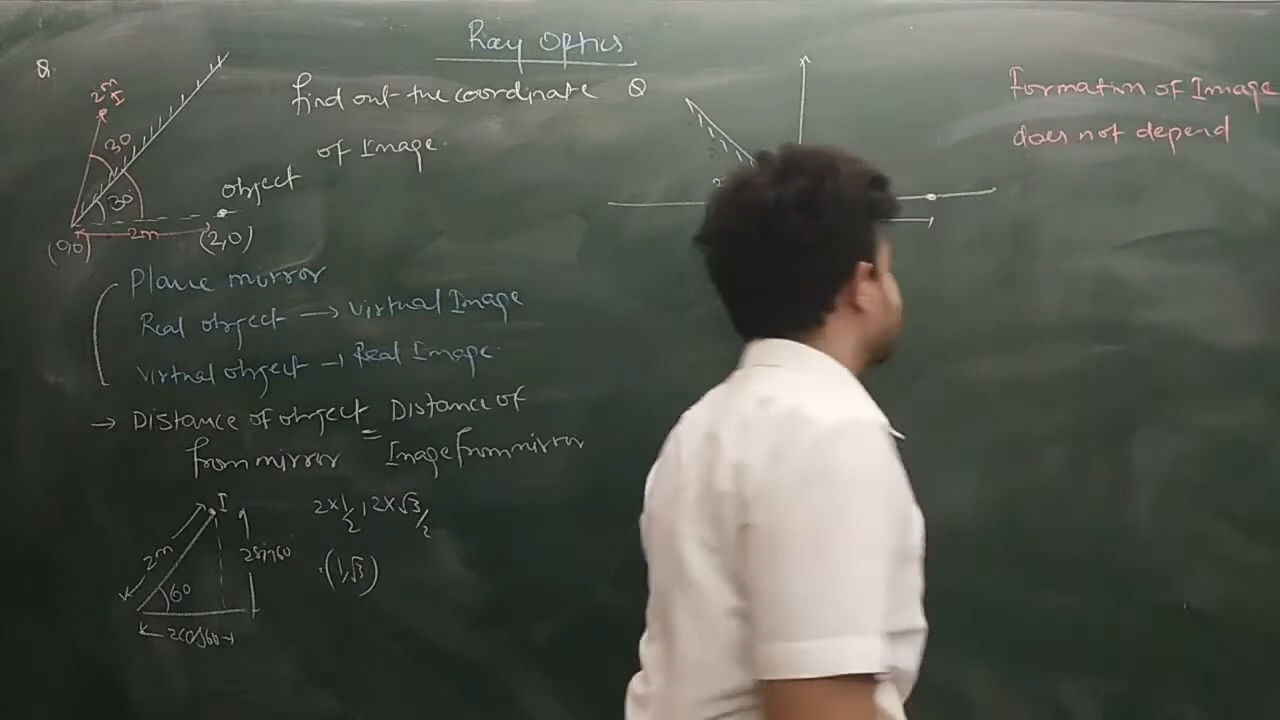 Ray Optics
Q.
2m
I
30
30°
object
2m
(2,0)
find out the coordinate
of Image.
Q
Formation of Image
does not depend
Plane mirror
Real object → Virtual Image
Virtual object → Real Image.
→ Distance of object = Distance of
from mirror Image from mirror
I
2m
60
2sin60
2cos60
2×1/2, 2×√3/2
(1,√3)